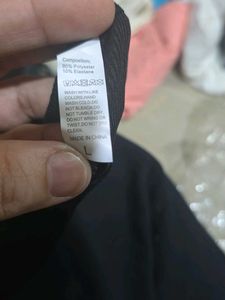 Composition:
90% Polyester
10% Elastane
WASH WITH LIKE
COLORS.HAND
WASH COLD.DO
NOT BLEACH.DO
NOT TUMBLE DRY.
DO NOT WRING OR
TWIST.DO NOT DRY
CLEAN.
MADE IN CHINA
L